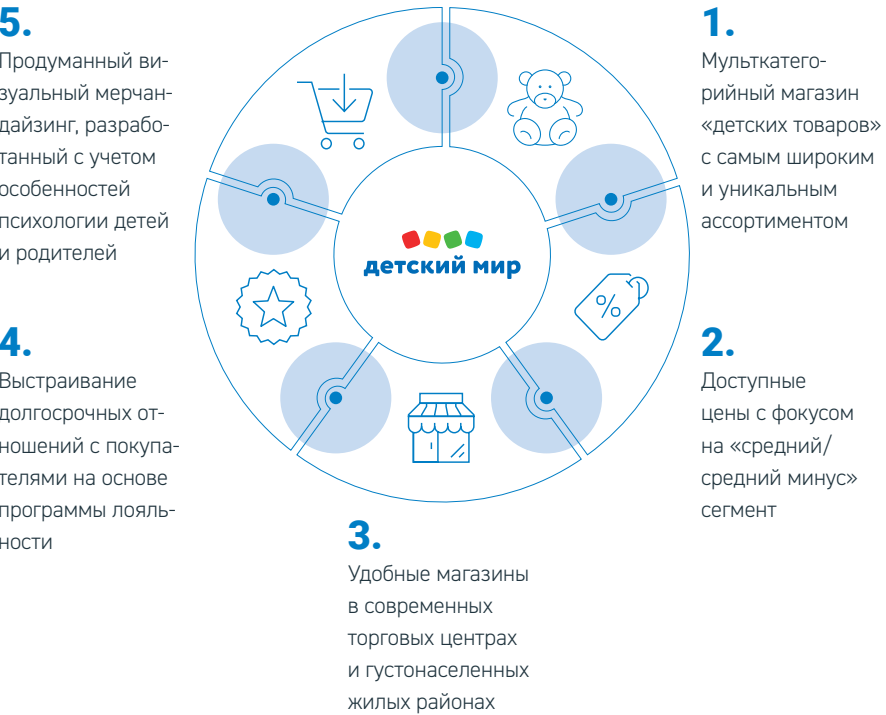 1.
Мульткатего-
рийный магазин
«детских товаров»
с самым широким
и уникальным
ассортиментом
2.
Доступные
цены с фокусом
на «средний/
средний минус»
сегмент
3.
Удобные магазины
в современных
торговых центрах
и густонаселенных
жилых районах
4.
Выстраивание
долгосрочных от-
ношений с покупа-
телями на основе
программы лояль-
ности
5.
Продуманный ви-
зуальный мерчан-
дайзинг, разрабо-
танный с учетом
особенностей
психологии детей
и родителей
детский мир
%